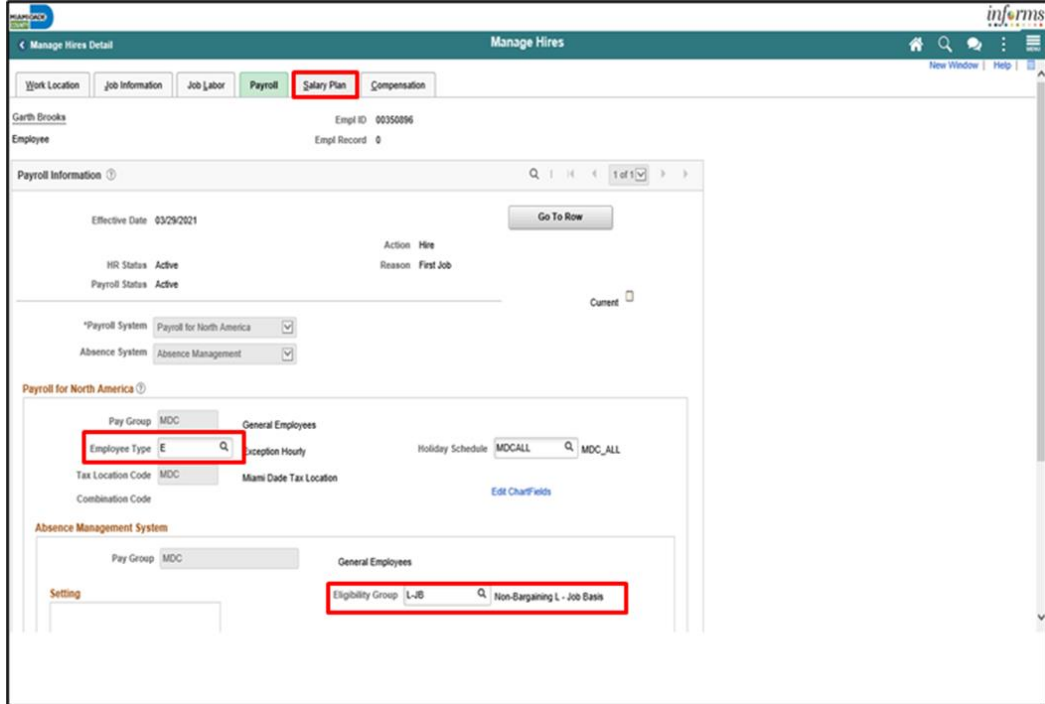 MIAMI-DADE
COUNTY
informs
Manage Hires Detail
Manage Hires
MENU
New Window | Help |
Work Location
Job Information
Job Labor
Payroll
Salary Plan
Compensation
Garth Brooks
Empl ID 00350896
Employee
Empl Record 0
Payroll Information
1 of 1
Effective Date 03/29/2021
Go To Row
Action Hire
HR Status Active
Reason First Job
Payroll Status Active
Current
*Payroll System Payroll for North America
Absence System Absence Management
Payroll for North America
Pay Group MDC General Employees
Employee Type E Exception Hourly
Holiday Schedule MDCALL MDC_ALL
Tax Location Code MDC Miami Dade Tax Location
Edit ChartFields
Combination Code
Absence Management System
Pay Group MDC General Employees
Setting
Eligibility Group L-JB Non-Bargaining L - Job Basis